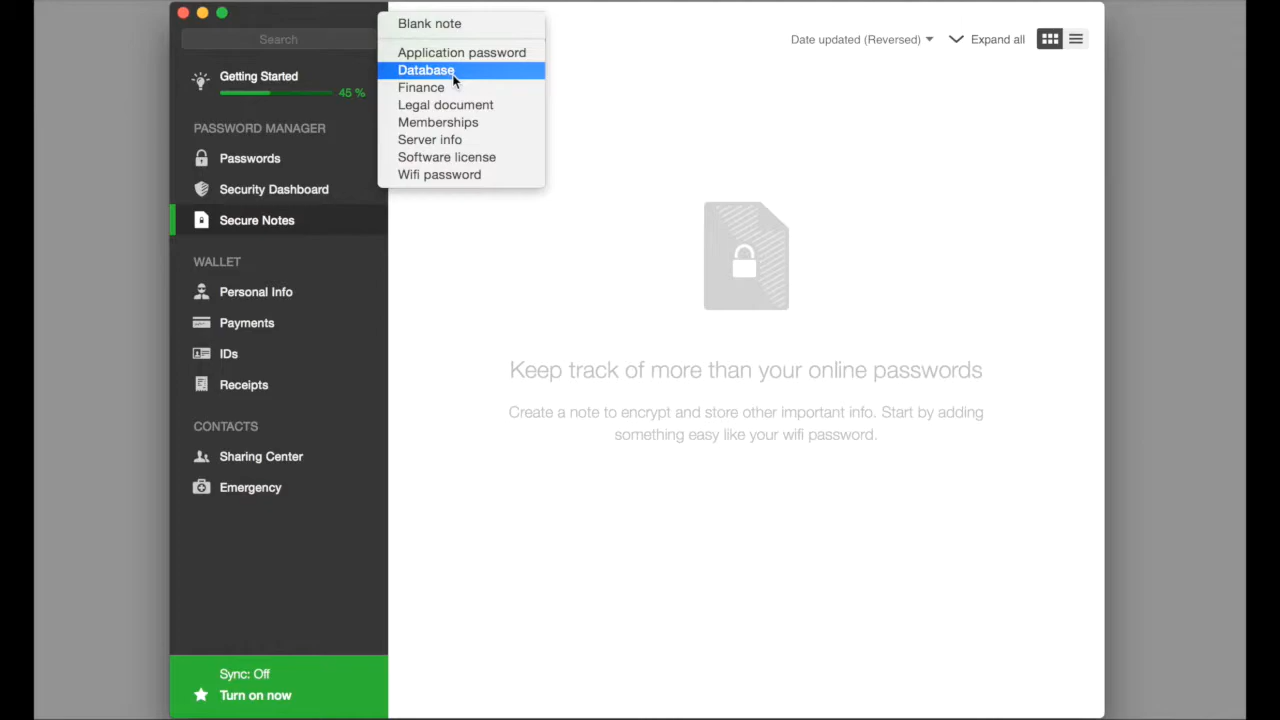 Search
Getting Started
45 %
PASSWORD MANAGER
Passwords
Security Dashboard
Secure Notes
WALLET
Personal Info
Payments
IDs
Receipts
CONTACTS
Sharing Center
Emergency
Sync: Off
Turn on now
Blank note
Application password
Database
Finance
Legal document
Memberships
Server info
Software license
Wifi password
Date updated (Reversed)
Expand all
Keep track of more than your online passwords
Create a note to encrypt and store other important info. Start by adding
something easy like your wifi password.